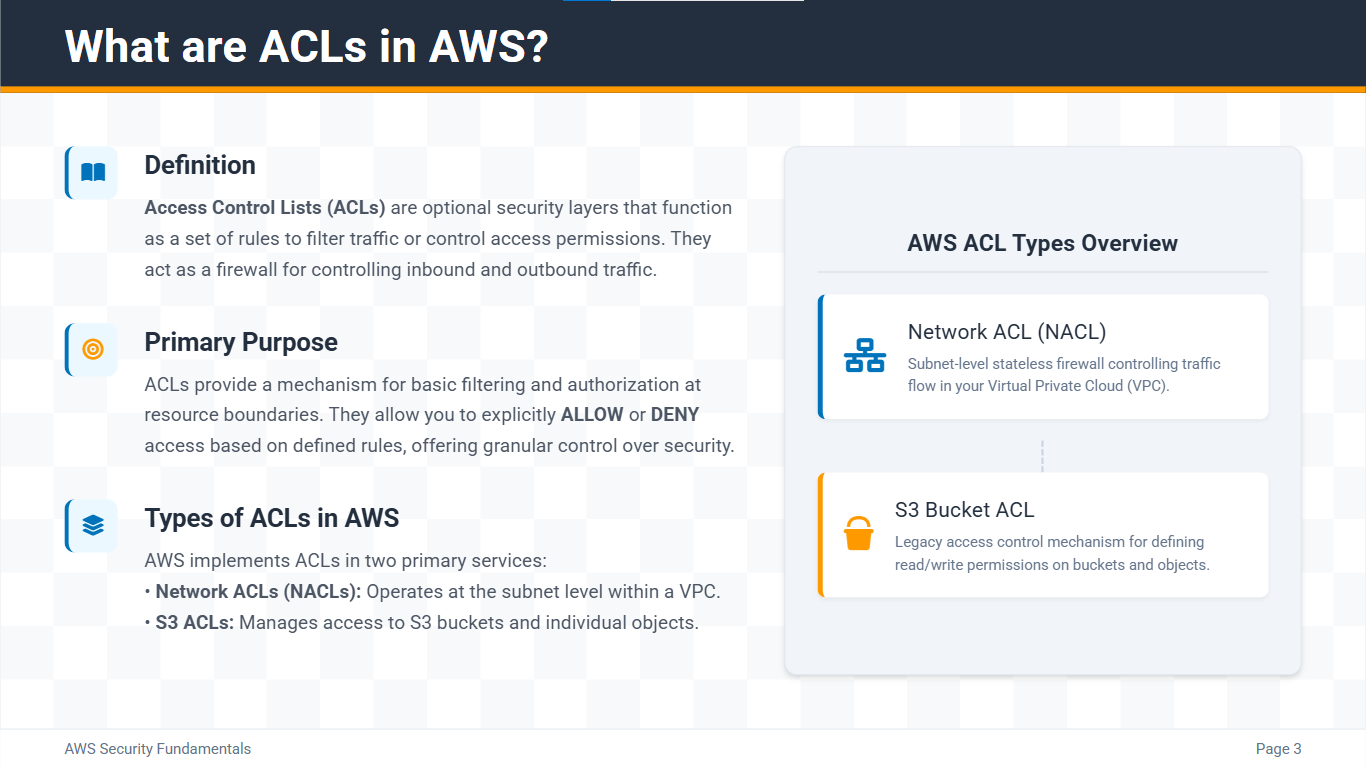 What are ACLs in AWS?
Definition
Access Control Lists (ACLs) are optional security layers that function
as a set of rules to filter traffic or control access permissions. They
act as a firewall for controlling inbound and outbound traffic.
Primary Purpose
ACLs provide a mechanism for basic filtering and authorization at
resource boundaries. They allow you to explicitly ALLOW or DENY
access based on defined rules, offering granular control over security.
Types of ACLs in AWS
AWS implements ACLs in two primary services:
• Network ACLs (NACLs): Operates at the subnet level within a VPC.
• S3 ACLs: Manages access to S3 buckets and individual objects.
AWS ACL Types Overview
Network ACL (NACL)
Subnet-level stateless firewall controlling traffic
flow in your Virtual Private Cloud (VPC).
S3 Bucket ACL
Legacy access control mechanism for defining
read/write permissions on buckets and objects.
AWS Security Fundamentals
Page 3